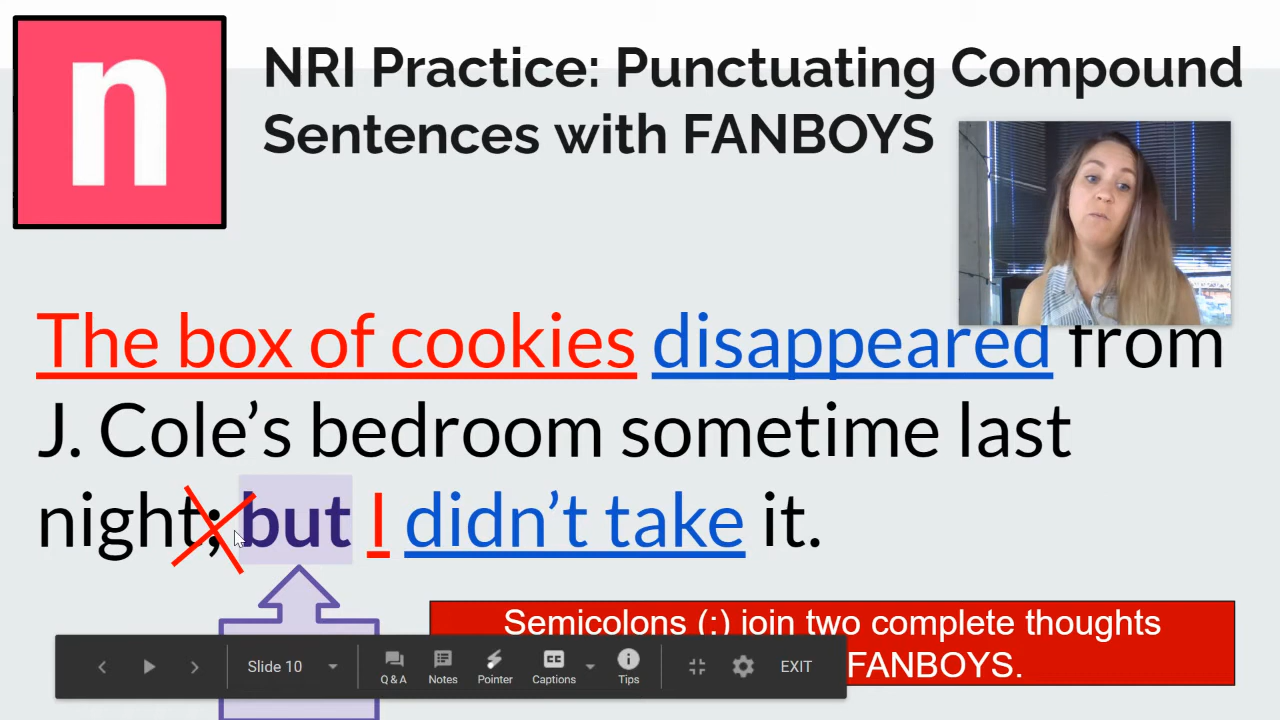 n
NRI Practice: Punctuating Compound
Sentences with FANBOYS
The box of cookies disappeared from
J. Cole’s bedroom sometime last
night; but I didn’t take it.
Semicolons (;) join two complete thoughts
FANBOYS.
Slide 10
Q & A
Notes
Pointer
Captions
Tips
EXIT